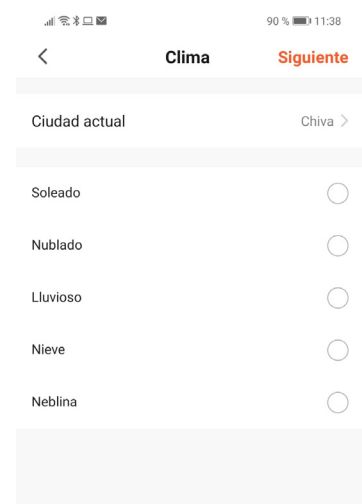 90 % 11:38
Clima Siguiente
Ciudad actual Chiva
Soleado
Nublado
Lluvioso
Nieve
Neblina